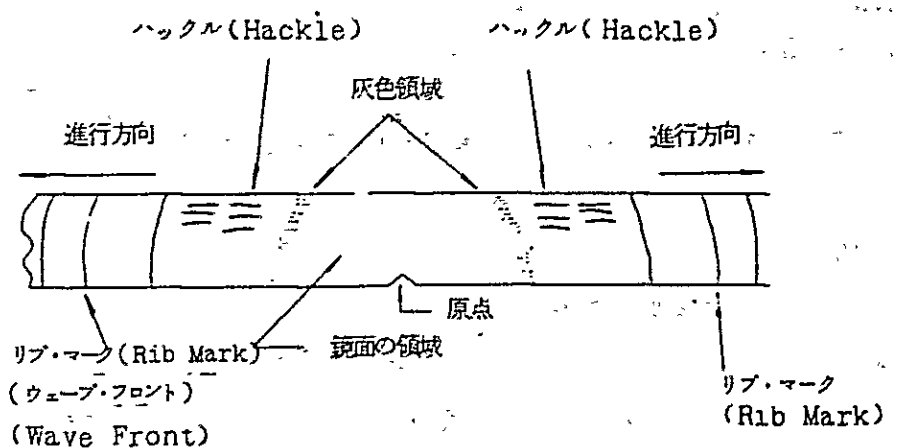 ハックル(Hackle)
ハックル(Hackle)
灰色領域
進行方向
進行方向
原点
リブ・マーク(Rib Mark)
鏡面の領域
(ウェーブ・フロント)
(Wave Front)
リブ・マーク
(Rib Mark)